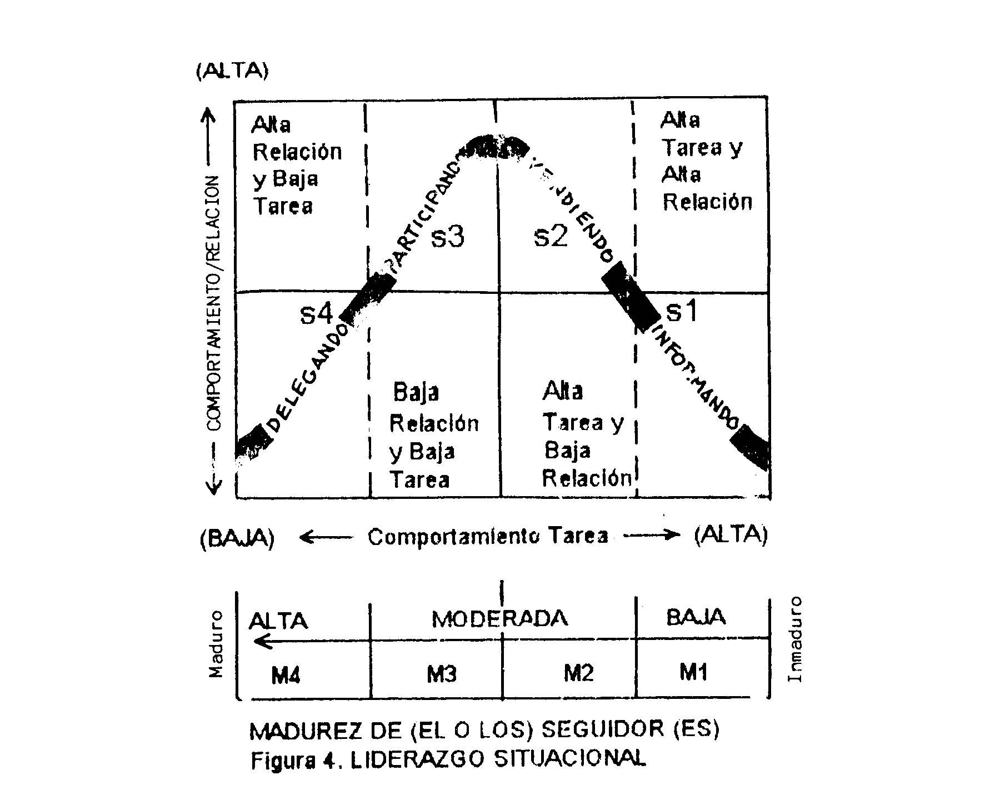 (ALTA)
COMPORTAMIENTO/RELACION
Alta
Relación
y Baja
Tarea
Alta
Tarea y
Alta
Relación
PARTICIPANDO
VENDIENDO
s3
s2
s4
s1
DELEGANDO
INFORMANDO
Baja
Relación
y Baja
Tarea
Alta
Tarea y
Baja
Relación
(BAJA) Comportamiento Tarea (ALTA)
Maduro
ALTA MODERADA BAJA
M4 M3 M2 M1
Inmaduro
MADUREZ DE (EL O LOS) SEGUIDOR (ES)
Figura 4. LIDERAZGO SITUACIONAL